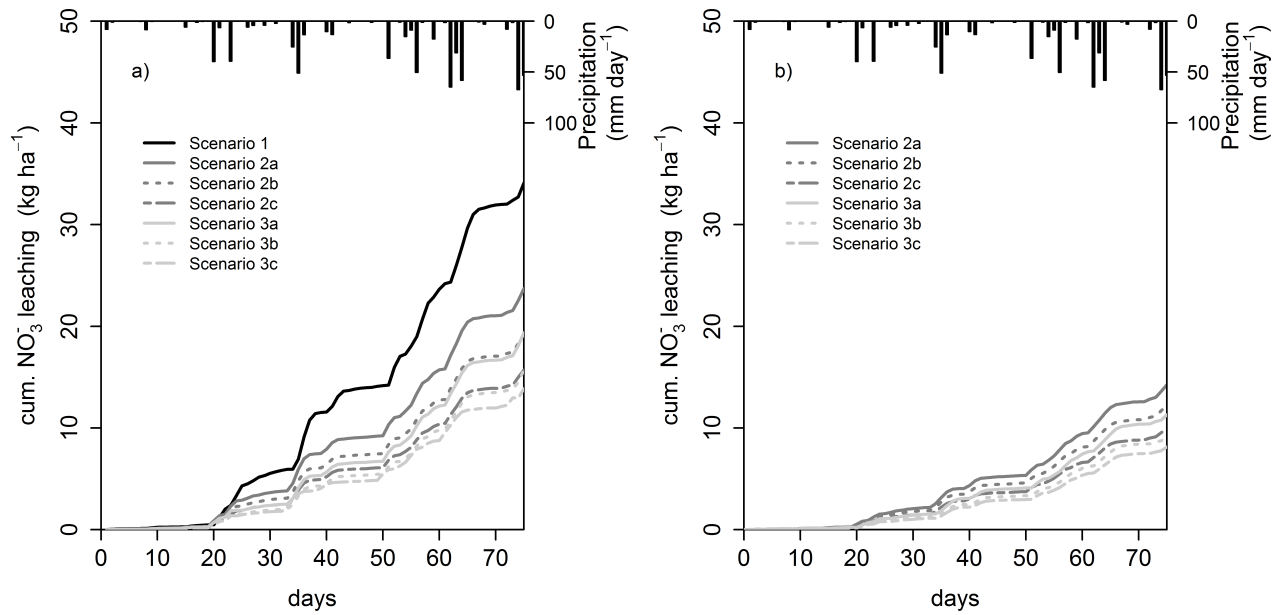 a)
cum. NO₃⁻ leaching (kg ha⁻¹)
50
40
30
20
10
0
Scenario 1
Scenario 2a
Scenario 2b
Scenario 2c
Scenario 3a
Scenario 3b
Scenario 3c
0
50
100
Precipitation
(mm day⁻¹)
0 10 20 30 40 50 60 70
days
b)
cum. NO₃⁻ leaching (kg ha⁻¹)
50
40
30
20
10
0
Scenario 2a
Scenario 2b
Scenario 2c
Scenario 3a
Scenario 3b
Scenario 3c
0
50
100
Precipitation
(mm day⁻¹)
0 10 20 30 40 50 60 70
days